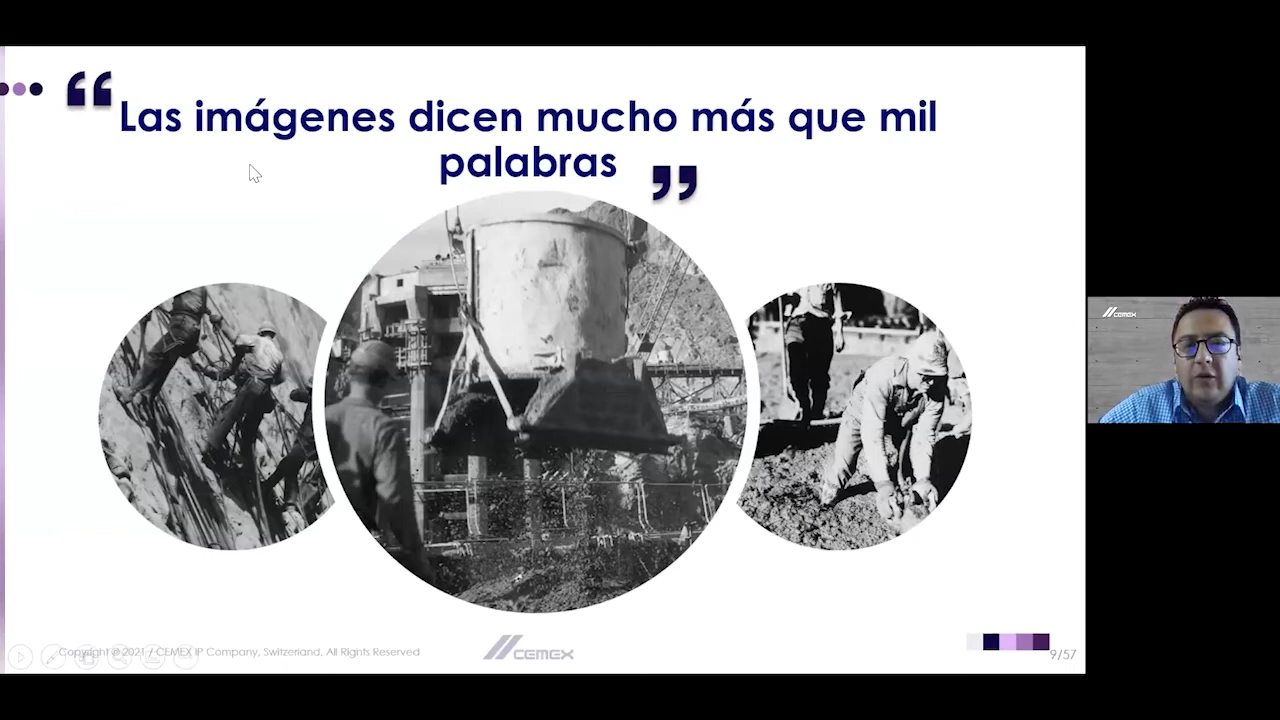 “Las imágenes dicen mucho más que mil
palabras”
CEMEX
Copyright @ 2021 / CEMEX IP Company, Switzerland. All Rights Reserved
CEMEX
9/57